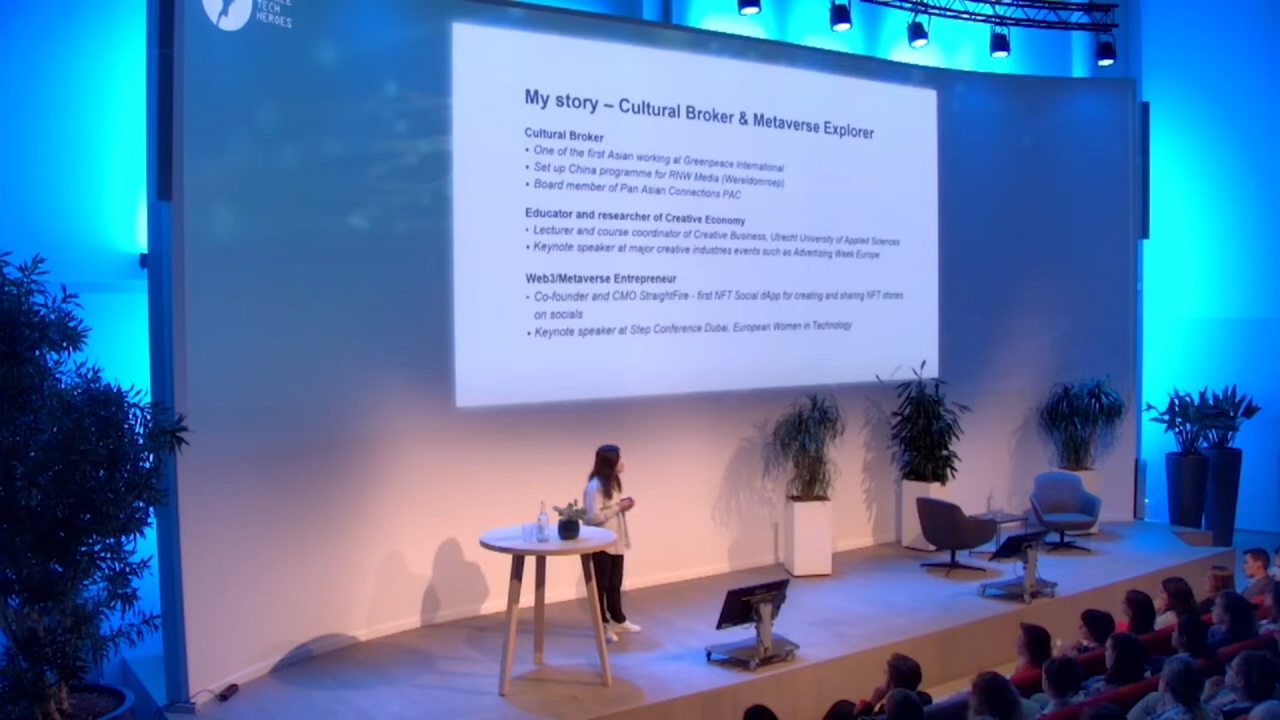 TECH
HEROES
My story – Cultural Broker & Metaverse Explorer
Cultural Broker
• One of the first Asian working at Greenpeace International
• Set up China programme for RNW Media (Wereldomroep)
• Board member of Pan Asian Connections PAC
Educator and researcher of Creative Economy
• Lecturer and course coordinator of Creative Business, Utrecht University of Applied Sciences
• Keynote speaker at major creative industries events such as Advertising Week Europe
Web3/Metaverse Entrepreneur
• Co-founder and CMO StraightFire - first NFT Social dApp for creating and sharing NFT stories
on socials
• Keynote speaker at Step Conference Dubai, European Women in Technology